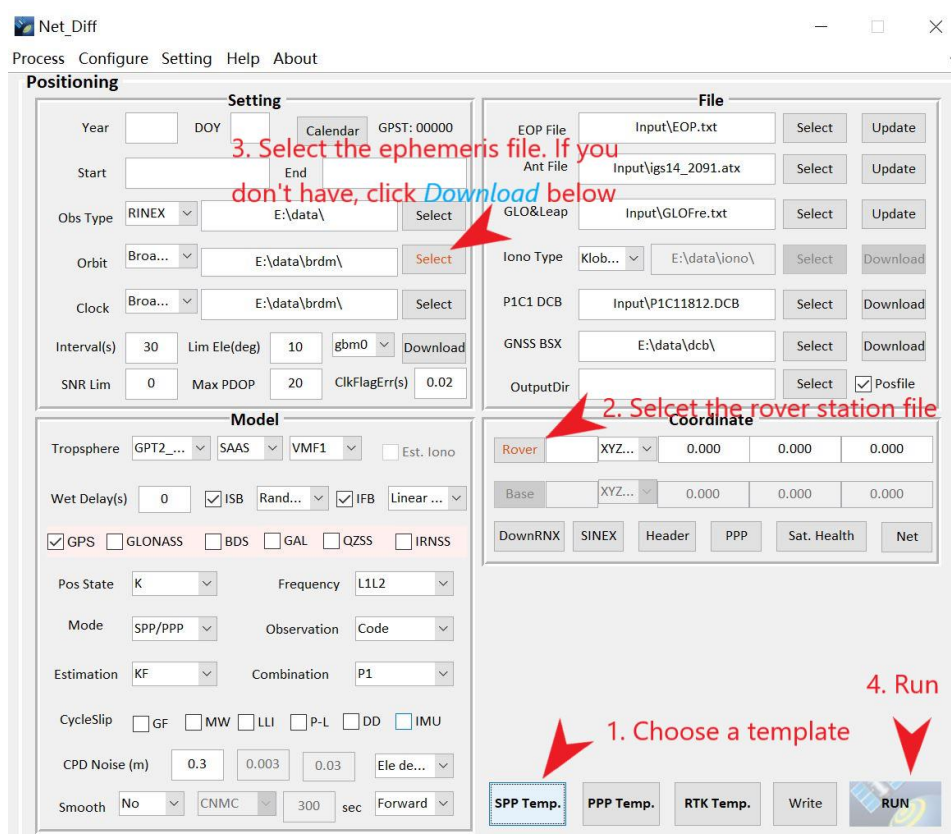 Net_Diff
Process Configure Setting Help About
Positioning
Setting
Year DOY Calendar GPST: 00000
3. Select the ephemeris file. If you
don't have, click Download below
Start End
Obs Type RINEX E:\data\ Select
Orbit Broa... E:\data\brdm\ Select
Clock Broa... E:\data\brdm\ Select
Interval(s) 30 Lim Ele(deg) 10 gbm0 Download
SNR Lim 0 Max PDOP 20 ClkFlagErr(s) 0.02
File
EOP File Input\EOP.txt Select Update
Ant File Input\igs14_2091.atx Select Update
GLO&Leap Input\GLOFre.txt Select Update
Iono Type Klob... E:\data\iono\ Select Download
P1C1 DCB Input\P1C11812.DCB Select Download
GNSS BSX E:\data\dcb\ Select Download
OutputDir Select Posfile
2. Selcet the rover station file
Model
Tropsphere GPT2_... SAAS VMF1 Est. Iono
Wet Delay(s) 0 ISB Rand... IFB Linear ...
GPS GLONASS BDS GAL QZSS IRNSS
Pos State K Frequency L1L2
Mode SPP/PPP Observation Code
Estimation KF Combination P1
CycleSlip GF MW LLI P-L DD IMU
CPD Noise (m) 0.3 0.003 0.03 Ele de...
Smooth No CNMC 300 sec Forward
Coordinate
Rover XYZ... 0.000 0.000 0.000
Base XYZ... 0.000 0.000 0.000
DownRNX SINEX Header PPP Sat. Health Net
4. Run
1. Choose a template
SPP Temp. PPP Temp. RTK Temp. Write RUN